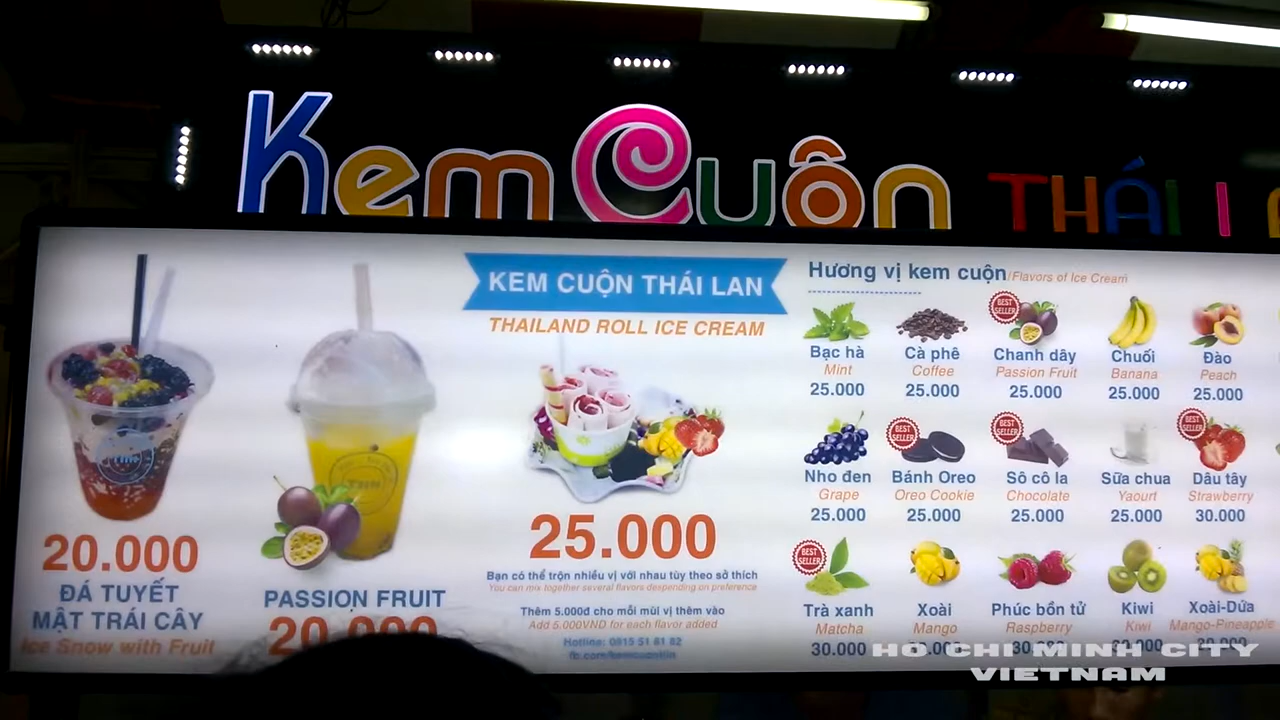 Kem Cuộn THÁI L
KEM CUỘN THÁI LAN
THAILAND ROLL ICE CREAM
20.000
ĐÁ TUYẾT
MẬT TRÁI CÂY
Ice Snow with Fruit
PASSION FRUIT
20.000
25.000
Bạn có thể trộn nhiều vị với nhau tùy theo sở thích
You can mix together several flavors despending on preference
Thêm 5.000đ cho mỗi mùi vị thêm vào
Add 5.000VND for each flavor added
Hotline: 0815 51 81 82
Hương vị kem cuộn/Flavors of Ice Cream
BEST SELLER
Bạc hà Cà phê Chanh dây Chuối Đào
Mint Coffee Passion Fruit Banana Peach
25.000 25.000 25.000 25.000 25.000
BEST SELLER BEST SELLER BEST SELLER
Nho đen Bánh Oreo Sô cô la Sữa chua Dâu tây
Grape Oreo Cookie Chocolate Yaourt Strawberry
25.000 25.000 25.000 25.000 30.000
BEST SELLER
Trà xanh Xoài Phúc bồn tử Kiwi Xoài-Dứa
Matcha Mango Raspberry Kiwi Mango-Pineapple
30.000
HO CHI MINH CITY
VIETNAM